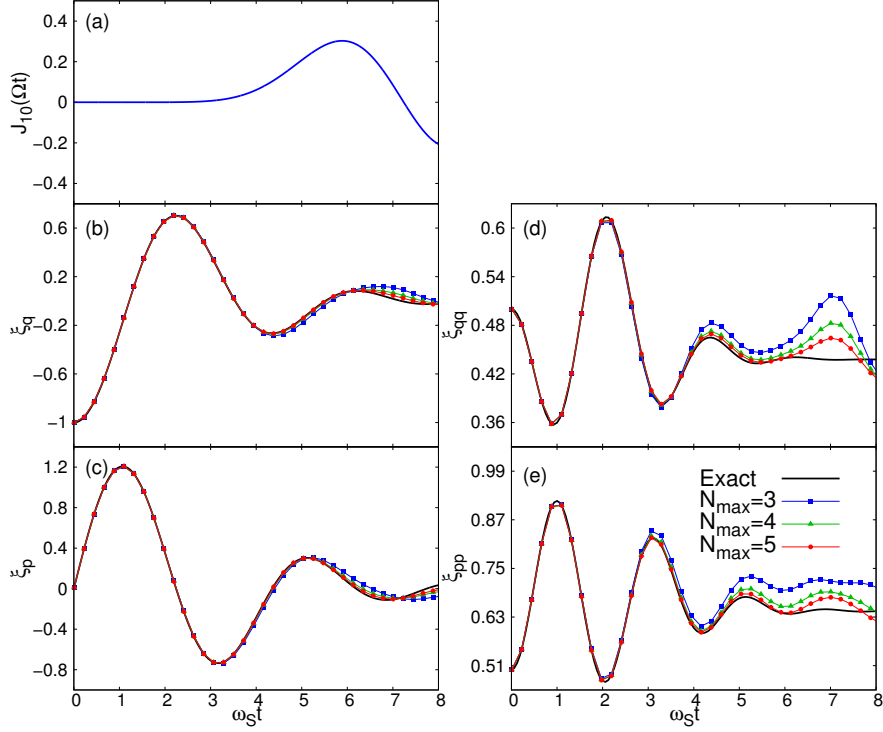 (a)
0.4
0.2
0
−0.2
−0.4
J₁₀(Ωt)
(b)
0.6
0.2
−0.2
−0.6
−1
ξq
(c)
1.2
0.8
0.4
0
−0.4
−0.8
ξp
0 1 2 3 4 5 6 7 8
ωSt
(d)
0.6
0.54
0.48
0.42
0.36
ξqq
(e)
0.99
0.87
0.75
0.63
0.51
ξpp
Exact
Nmax=3
Nmax=4
Nmax=5
0 1 2 3 4 5 6 7 8
ωSt